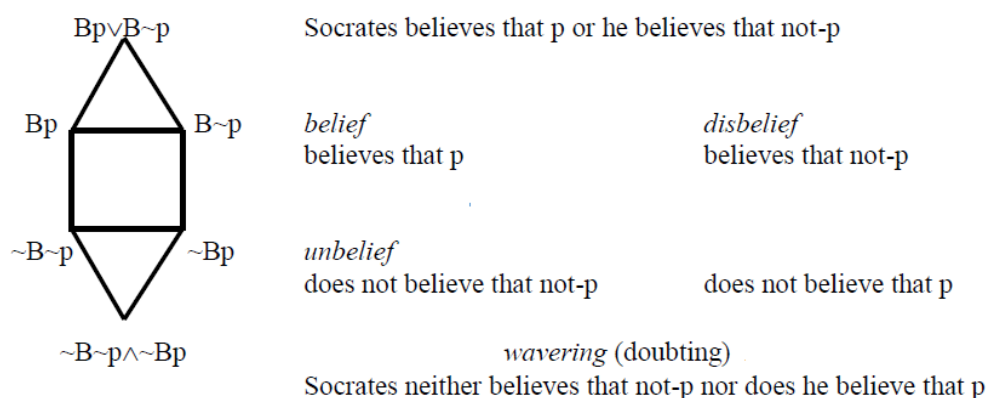 Bp∨B~p Socrates believes that p or he believes that not-p
Bp B~p belief disbelief
believes that p believes that not-p
~B~p ~Bp unbelief
does not believe that not-p does not believe that p
~B~p∧~Bp wavering (doubting)
Socrates neither believes that not-p nor does he believe that p